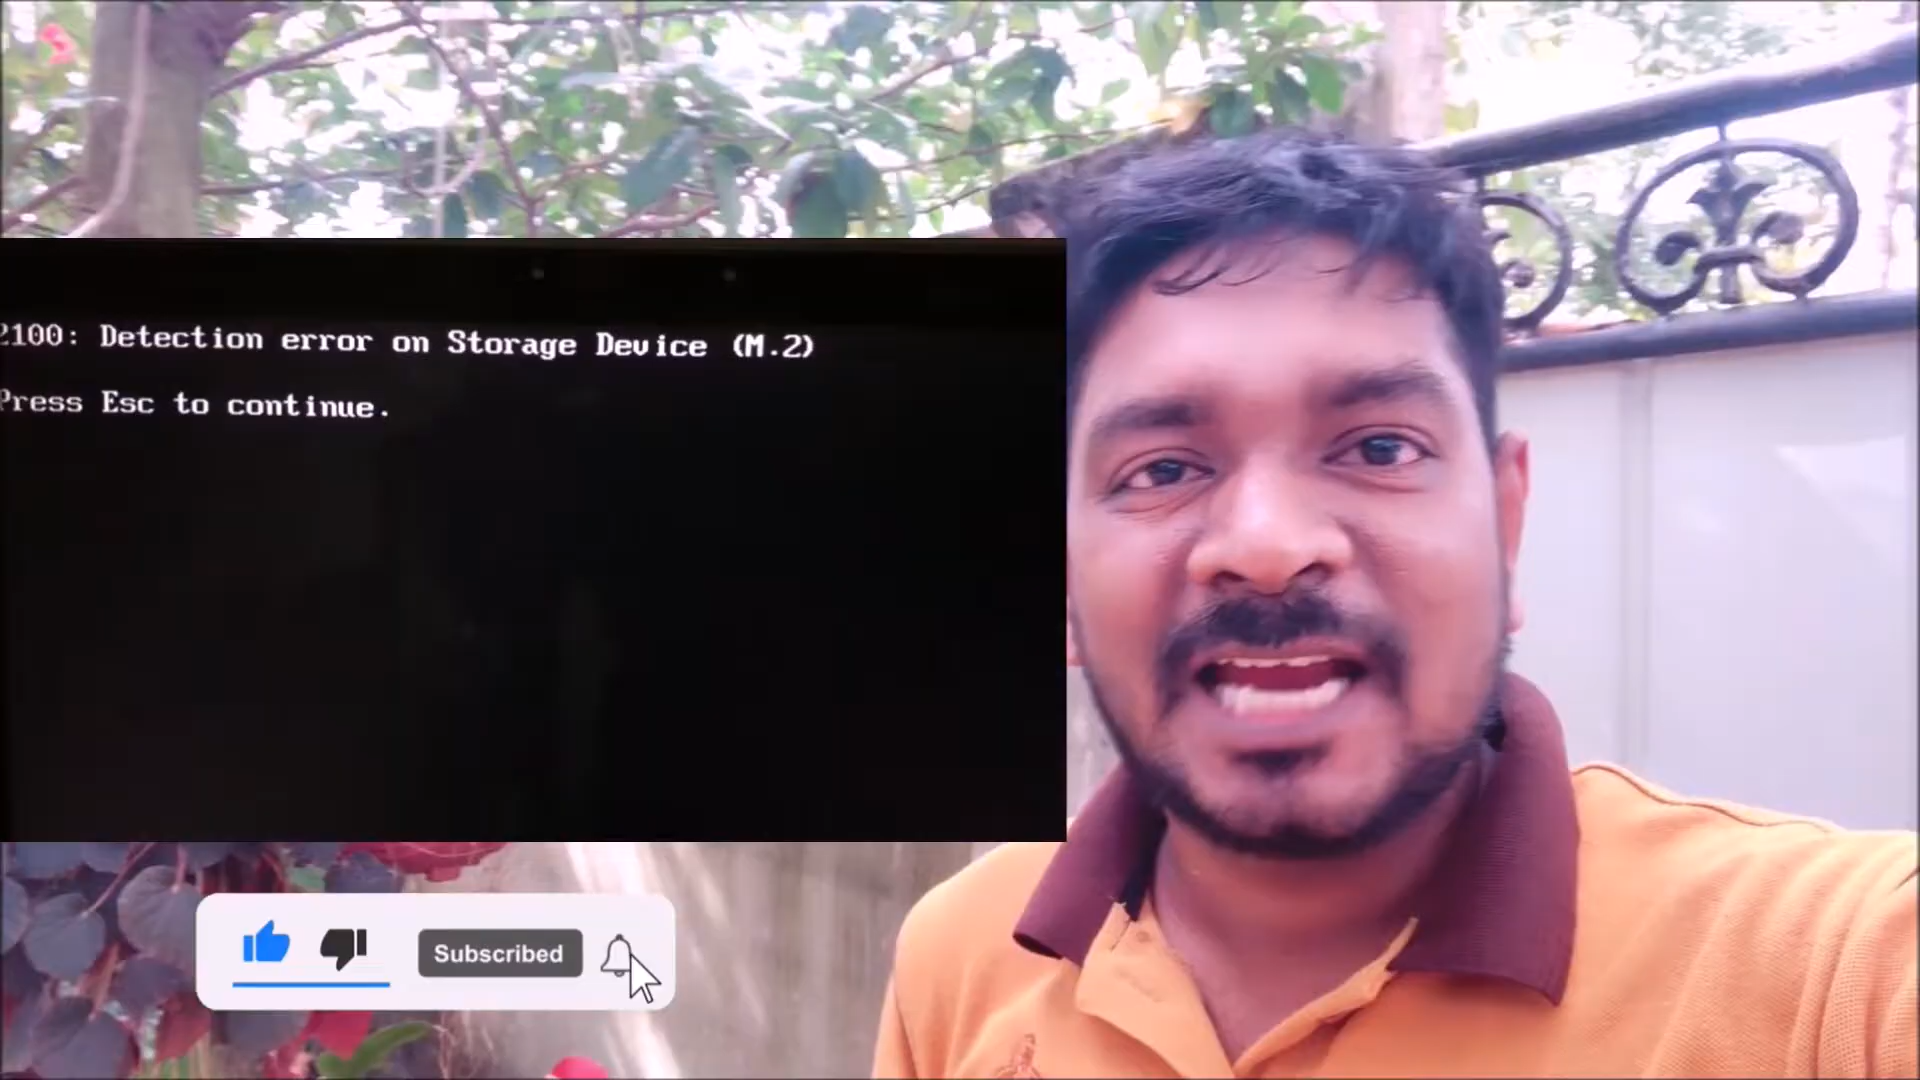 2100: Detection error on Storage Device (M.2)
Press Esc to continue.
Subscribed